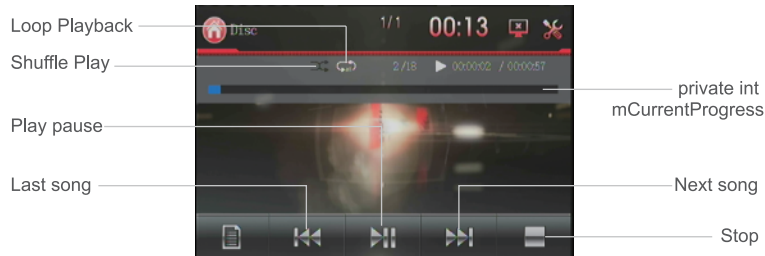 Loop Playback
Disc
1/1
00:13
Shuffle Play
2/18
00:00:02 / 00:00:57
private int
mCurrentProgress
Play pause
Last song
Next song
Stop